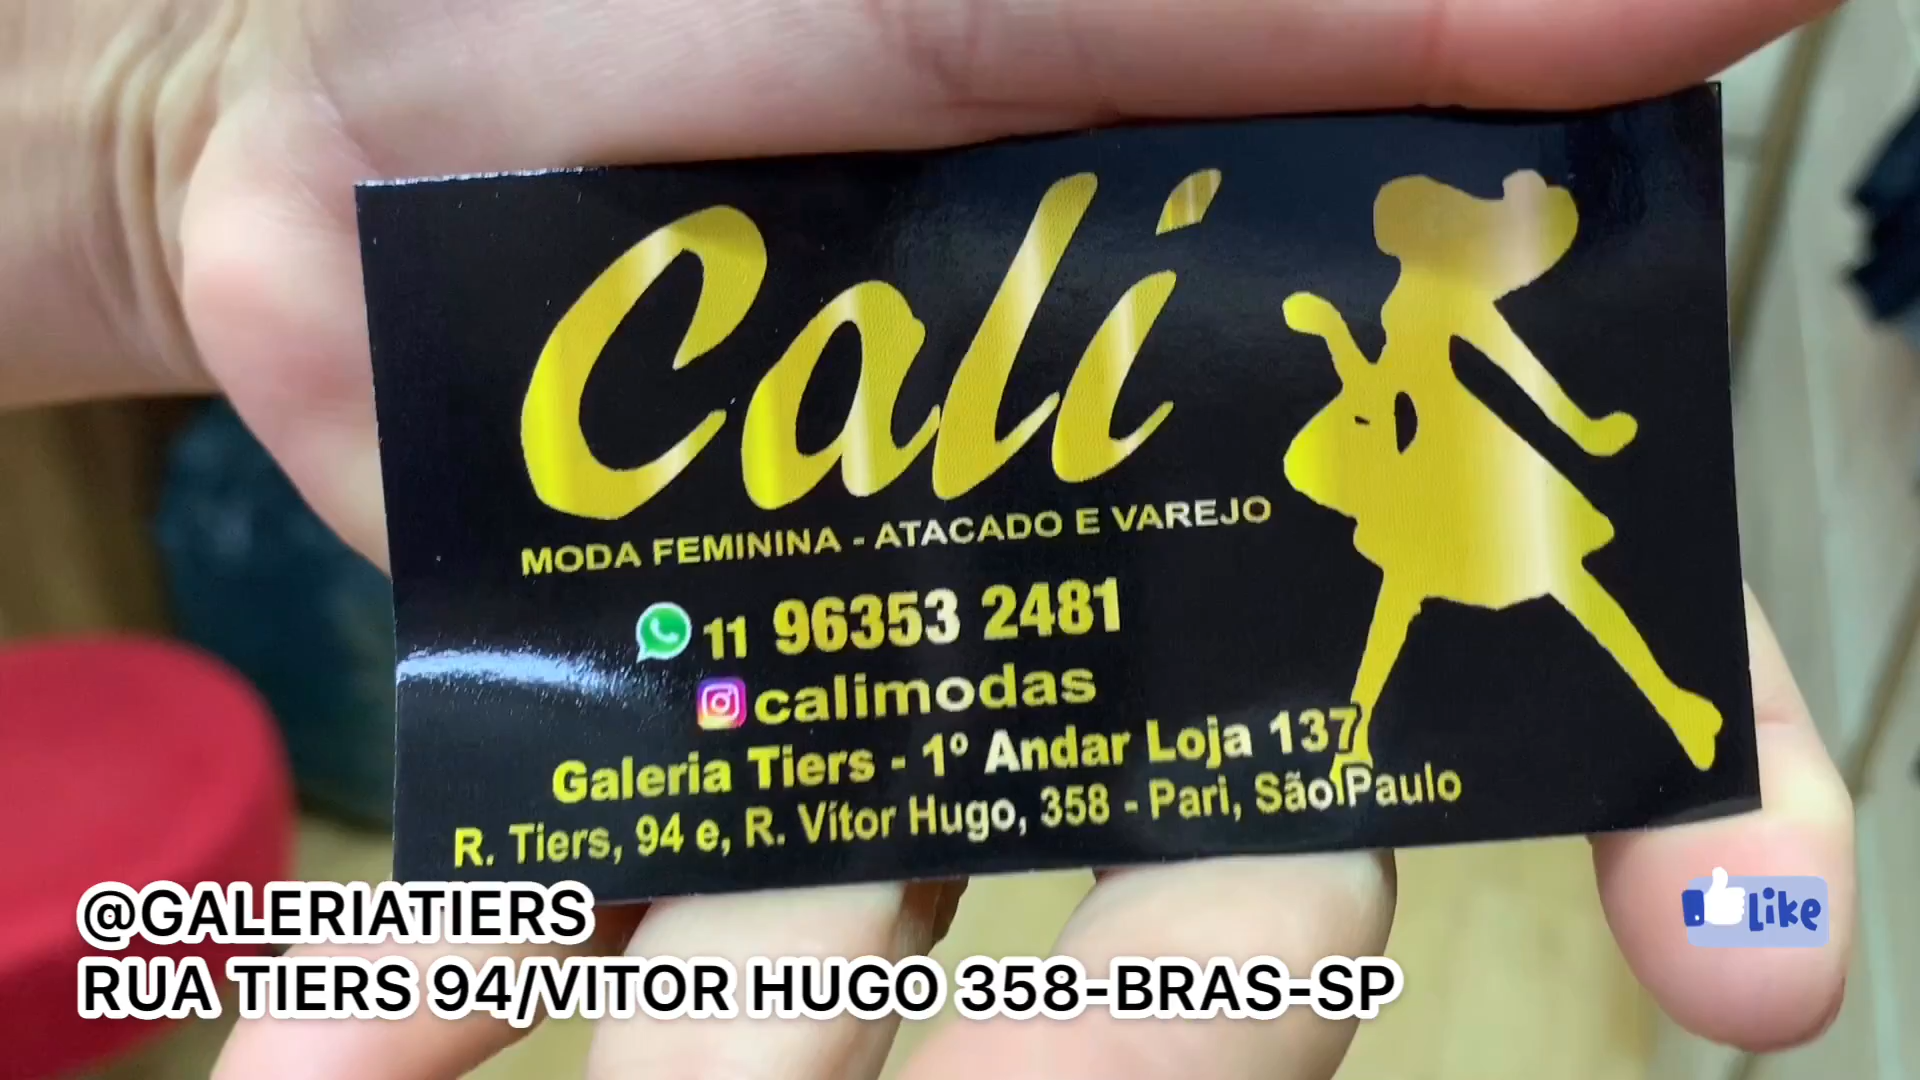 Cali
MODA FEMININA - ATACADO E VAREJO
11 96353 2481
calimodas
Galeria Tiers - 1º Andar Loja 137
R. Tiers, 94 e, R. Vítor Hugo, 358 - Pari, São Paulo
@GALERIATIERS
RUA TIERS 94/VITOR HUGO 358-BRAS-SP
Like